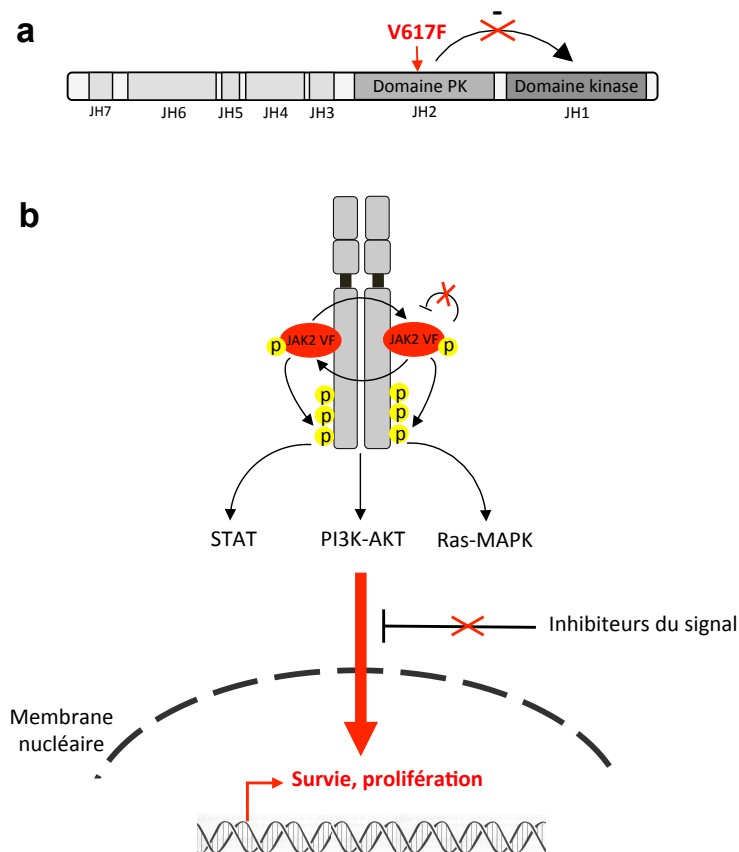 a
-
V617F
Domaine PK
Domaine kinase
JH7
JH6
JH5
JH4
JH3
JH2
JH1
b
JAK2 VF
JAK2 VF
p
p
p
p
p
p
p
p
STAT
PI3K-AKT
Ras-MAPK
Inhibiteurs du signal
Membrane
nucléaire
Survie, prolifération